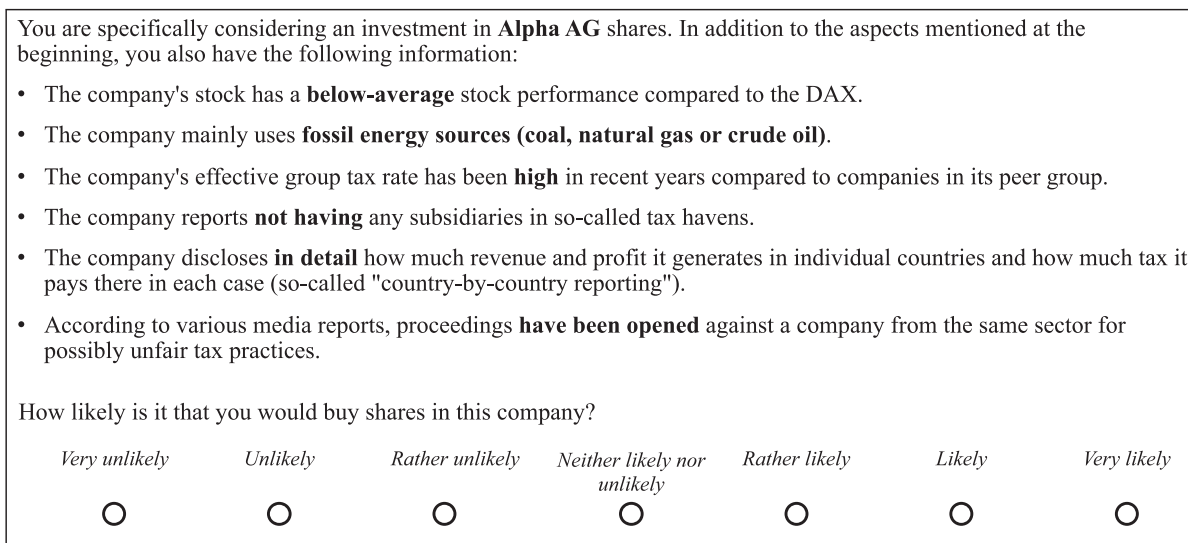 You are specifically considering an investment in Alpha AG shares. In addition to the aspects mentioned at the
beginning, you also have the following information:
• The company's stock has a below-average stock performance compared to the DAX.
• The company mainly uses fossil energy sources (coal, natural gas or crude oil).
• The company's effective group tax rate has been high in recent years compared to companies in its peer group.
• The company reports not having any subsidiaries in so-called tax havens.
• The company discloses in detail how much revenue and profit it generates in individual countries and how much tax it
pays there in each case (so-called "country-by-country reporting").
• According to various media reports, proceedings have been opened against a company from the same sector for
possibly unfair tax practices.
How likely is it that you would buy shares in this company?
Very unlikely Unlikely Rather unlikely Neither likely nor Rather likely Likely Very likely
unlikely